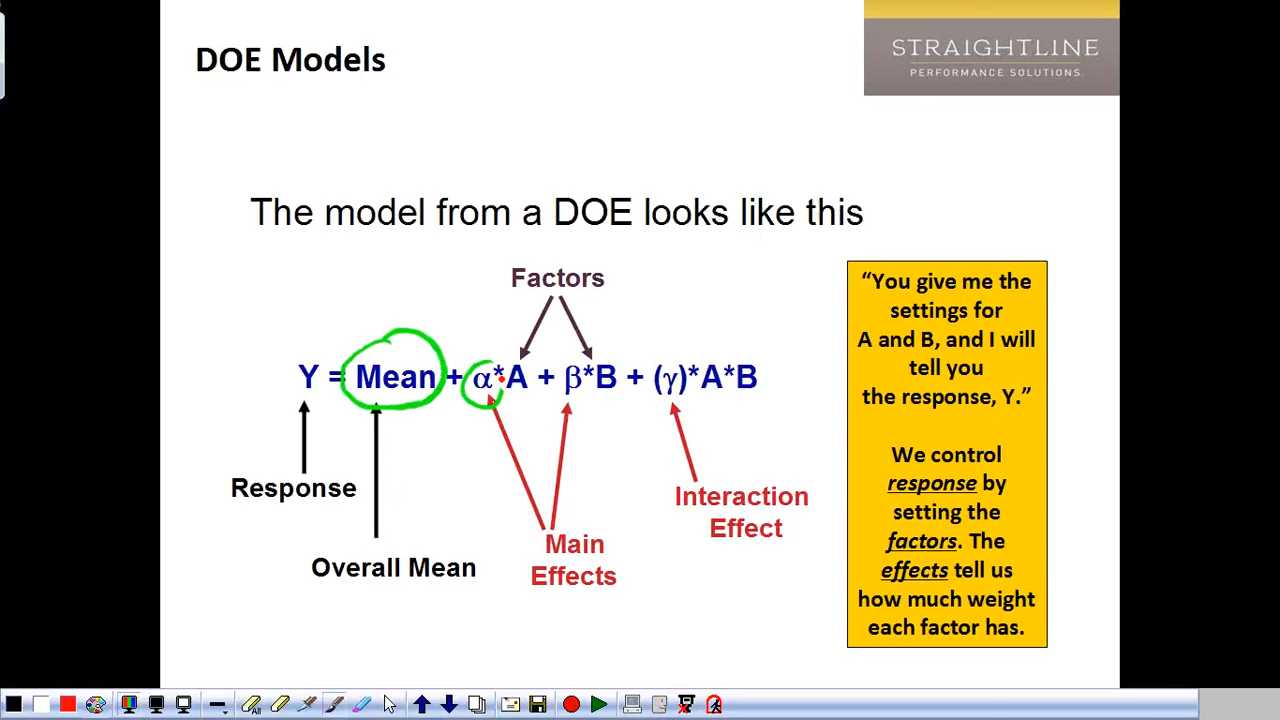 DOE Models
STRAIGHTLINE
PERFORMANCE SOLUTIONS.
The model from a DOE looks like this
Factors
Y = Mean + α*A + β*B + (γ)*A*B
Response
Overall Mean
Main
Effects
Interaction
Effect
“You give me the
settings for
A and B, and I will
tell you
the response, Y.”
We control
response by
setting the
factors. The
effects tell us
how much weight
each factor has.